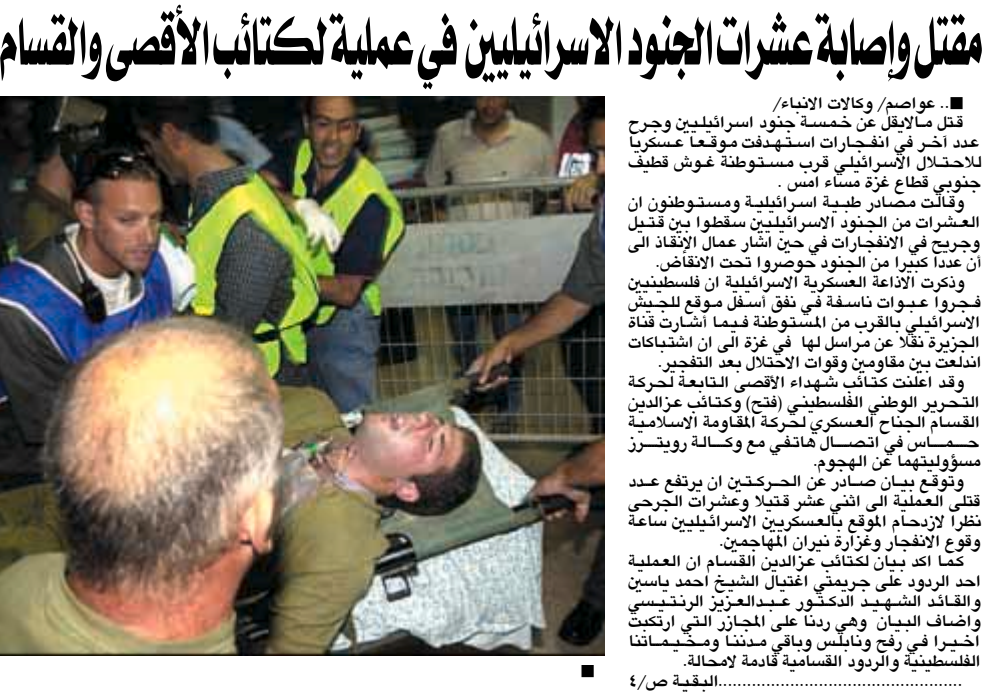 مقتل وإصابة عشرات الجنود الاسرائيليين في عملية لكتائب الأقصى والقسام
■.. عواصم/ وكالات الانباء/
قتل مالايقل عن خمسة جنود اسرائيليين وجرح
عدد آخر في انفجارات استهدفت موقعا عسكريا
للاحتلال الاسرائيلي قرب مستوطنة غوش قطيف
جنوبي قطاع غزة مساء امس .
وقالت مصادر طبية اسرائيلية ومستوطنون ان
العشرات من الجنود الاسرائيليين سقطوا بين قتيل
وجريح في الانفجارات في حين اشار عمال الإنقاذ الى
أن عددا كبيرا من الجنود حوصروا تحت الانقاض.
وذكرت الاذاعة العسكرية الاسرائيلية ان فلسطينيين
فجروا عبوات ناسفة في نفق أسفل موقع للجيش
الاسرائيلي بالقرب من المستوطنة فيما أشارت قناة
الجزيرة نقلا عن مراسل لها في غزة الى ان اشتباكات
اندلعت بين مقاومين وقوات الاحتلال بعد التفجير.
وقد اعلنت كتائب شهداء الأقصى التابعة لحركة
التحرير الوطني الفلسطيني (فتح) وكتائب عزالدين
القسام الجناح العسكري لحركة المقاومة الاسلامية
حمـــاس في اتصـــال هاتفي مع وكـــالة رويتــرز
مسؤوليتهما عن الهجوم.
وتوقع بيان صادر عن الحركتين ان يرتفع عدد
قتلى العملية الى اثني عشر قتيلا وعشرات الجرحى
نظرا لازدحام الموقع بالعسكريين الاسرائيليين ساعة
وقوع الانفجار وغزارة نيران المهاجمين.
كما اكد بيان لكتائب عزالدين القسام ان العملية
احد الردود على جريمتي اغتيال الشيخ احمد ياسين
والقائد الشهيد الدكتور عبدالعزيز الرنتيسي
واضاف البيان وهي ردنا على المجازر التي ارتكبت
اخيرا في رفح ونابلس وباقي مدننا ومخيماتنا
الفلسطينية والردود القسامية قادمة لامحالة.
..................................................البقية ص/٤